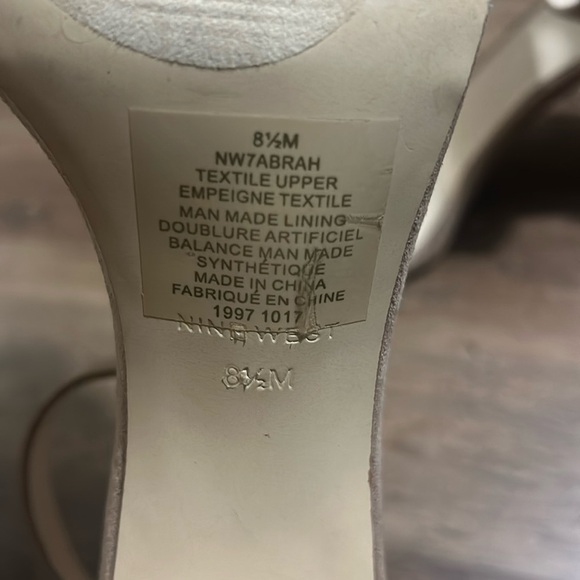 8½M
NW7ABRAH
TEXTILE UPPER
EMPEIGNE TEXTILE
MAN MADE LINING
DOUBLURE ARTIFICIEL
BALANCE MAN MADE
SYNTHÉTIQUE
MADE IN CHINA
FABRIQUÉ EN CHINE
1997 1017
NINE WEST
8½M